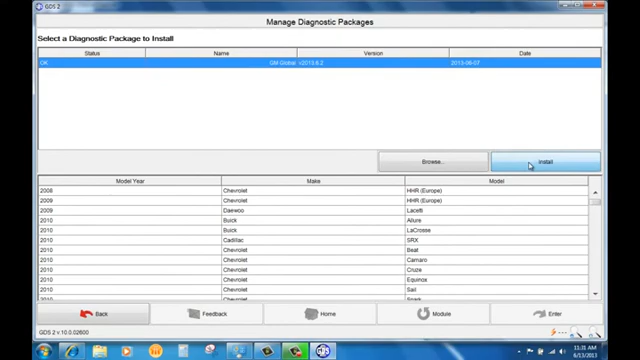 GDS 2
Manage Diagnostic Packages
Select a Diagnostic Package to Install
Status Name Version Date
OK GM Global v2013.6.2 2013-06-07
Browse... Install
Model Year Make Model
2008 Chevrolet HHR (Europe)
2009 Chevrolet HHR (Europe)
2009 Daewoo Lacetti
2010 Buick Allure
2010 Buick LaCrosse
2010 Cadillac SRX
2010 Chevrolet Beat
2010 Chevrolet Camaro
2010 Chevrolet Cruze
2010 Chevrolet Equinox
2010 Chevrolet Sail
2010 Chevrolet Spark
Back Feedback Home Module Enter
GDS 2 v.10.0.02600
11:31 AM
6/13/2013